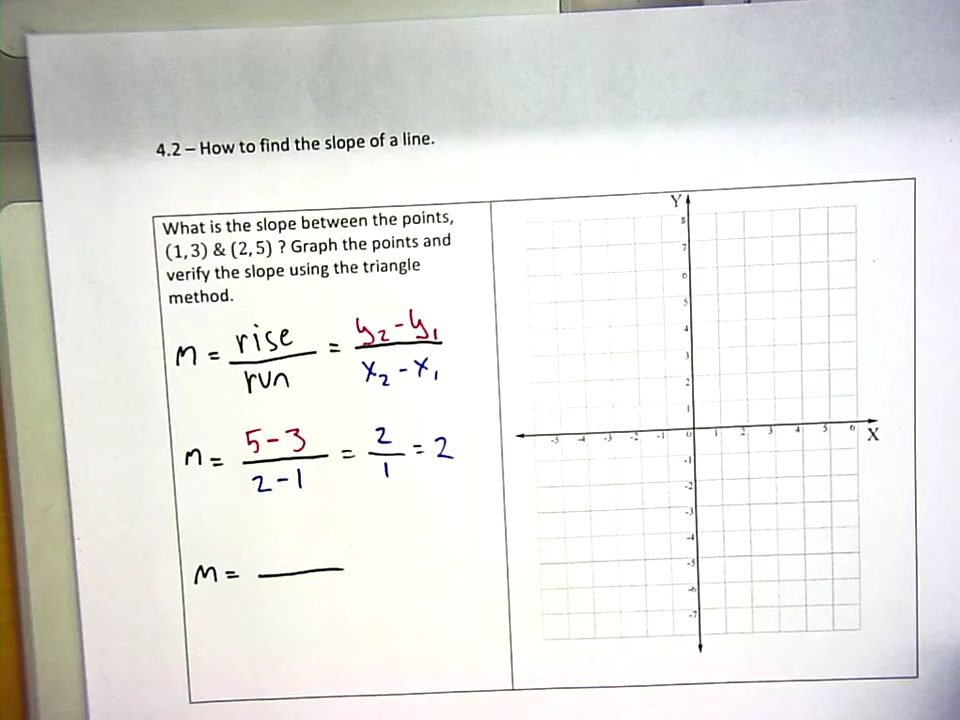 4.2 – How to find the slope of a line.
What is the slope between the points,
(1,3) & (2,5) ? Graph the points and
verify the slope using the triangle
method.
m = rise/run = y₂-y₁/x₂-x₁
m = 5-3/2-1 = 2/1 = 2
m =
Y
8
7
6
5
4
3
2
1
-5 -4 -3 -2 -1 0 1 2 3 4 5 6 X
-1
-2
-3
-4
-5
-6
-7